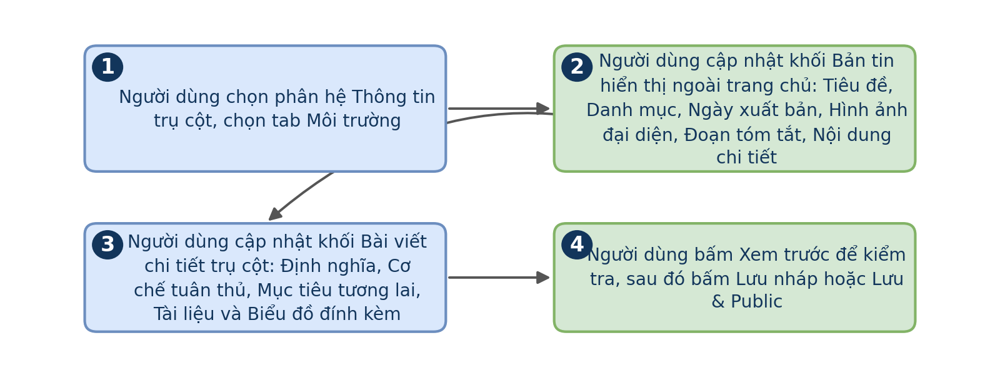 1
Người dùng chọn phân hệ Thông tin
trụ cột, chọn tab Môi trường
2
Người dùng cập nhật khối Bản tin
hiển thị ngoài trang chủ: Tiêu đề,
Danh mục, Ngày xuất bản, Hình ảnh
đại diện, Đoạn tóm tắt, Nội dung
chi tiết
3
Người dùng cập nhật khối Bài viết
chi tiết trụ cột: Định nghĩa, Cơ
chế tuân thủ, Mục tiêu tương lai,
Tài liệu và Biểu đồ đính kèm
4
Người dùng bấm Xem trước để kiểm
tra, sau đó bấm Lưu nháp hoặc Lưu
& Public